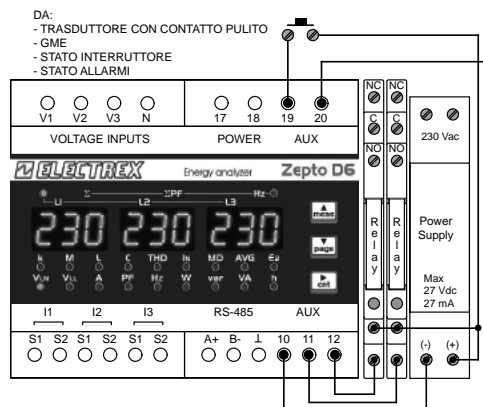 DA:
- TRASDUTTORE CON CONTATTO PULITO
- GME
- STATO INTERRUTTORE
- STATO ALLARMI
V1 V2 V3 N 17 18 19 20
VOLTAGE INPUTS POWER AUX
NC NC
C C
NO NO
230 Vac
ELECTREX Energy analyzer Zepto D6
Σ ΣPF Hz
L1 L2 L3
230 230 230
meas
page
cnt
k M L C THD IN MD AVG Ea
VLN VLL A PF Hz W var VA h
Relay Relay
Power
Supply
Max
27 Vdc
27 mA
I1 I2 I3 RS-485 AUX
S1 S2 S1 S2 S1 S2 A+ B- ⊥ 10 11 12
(-) (+)